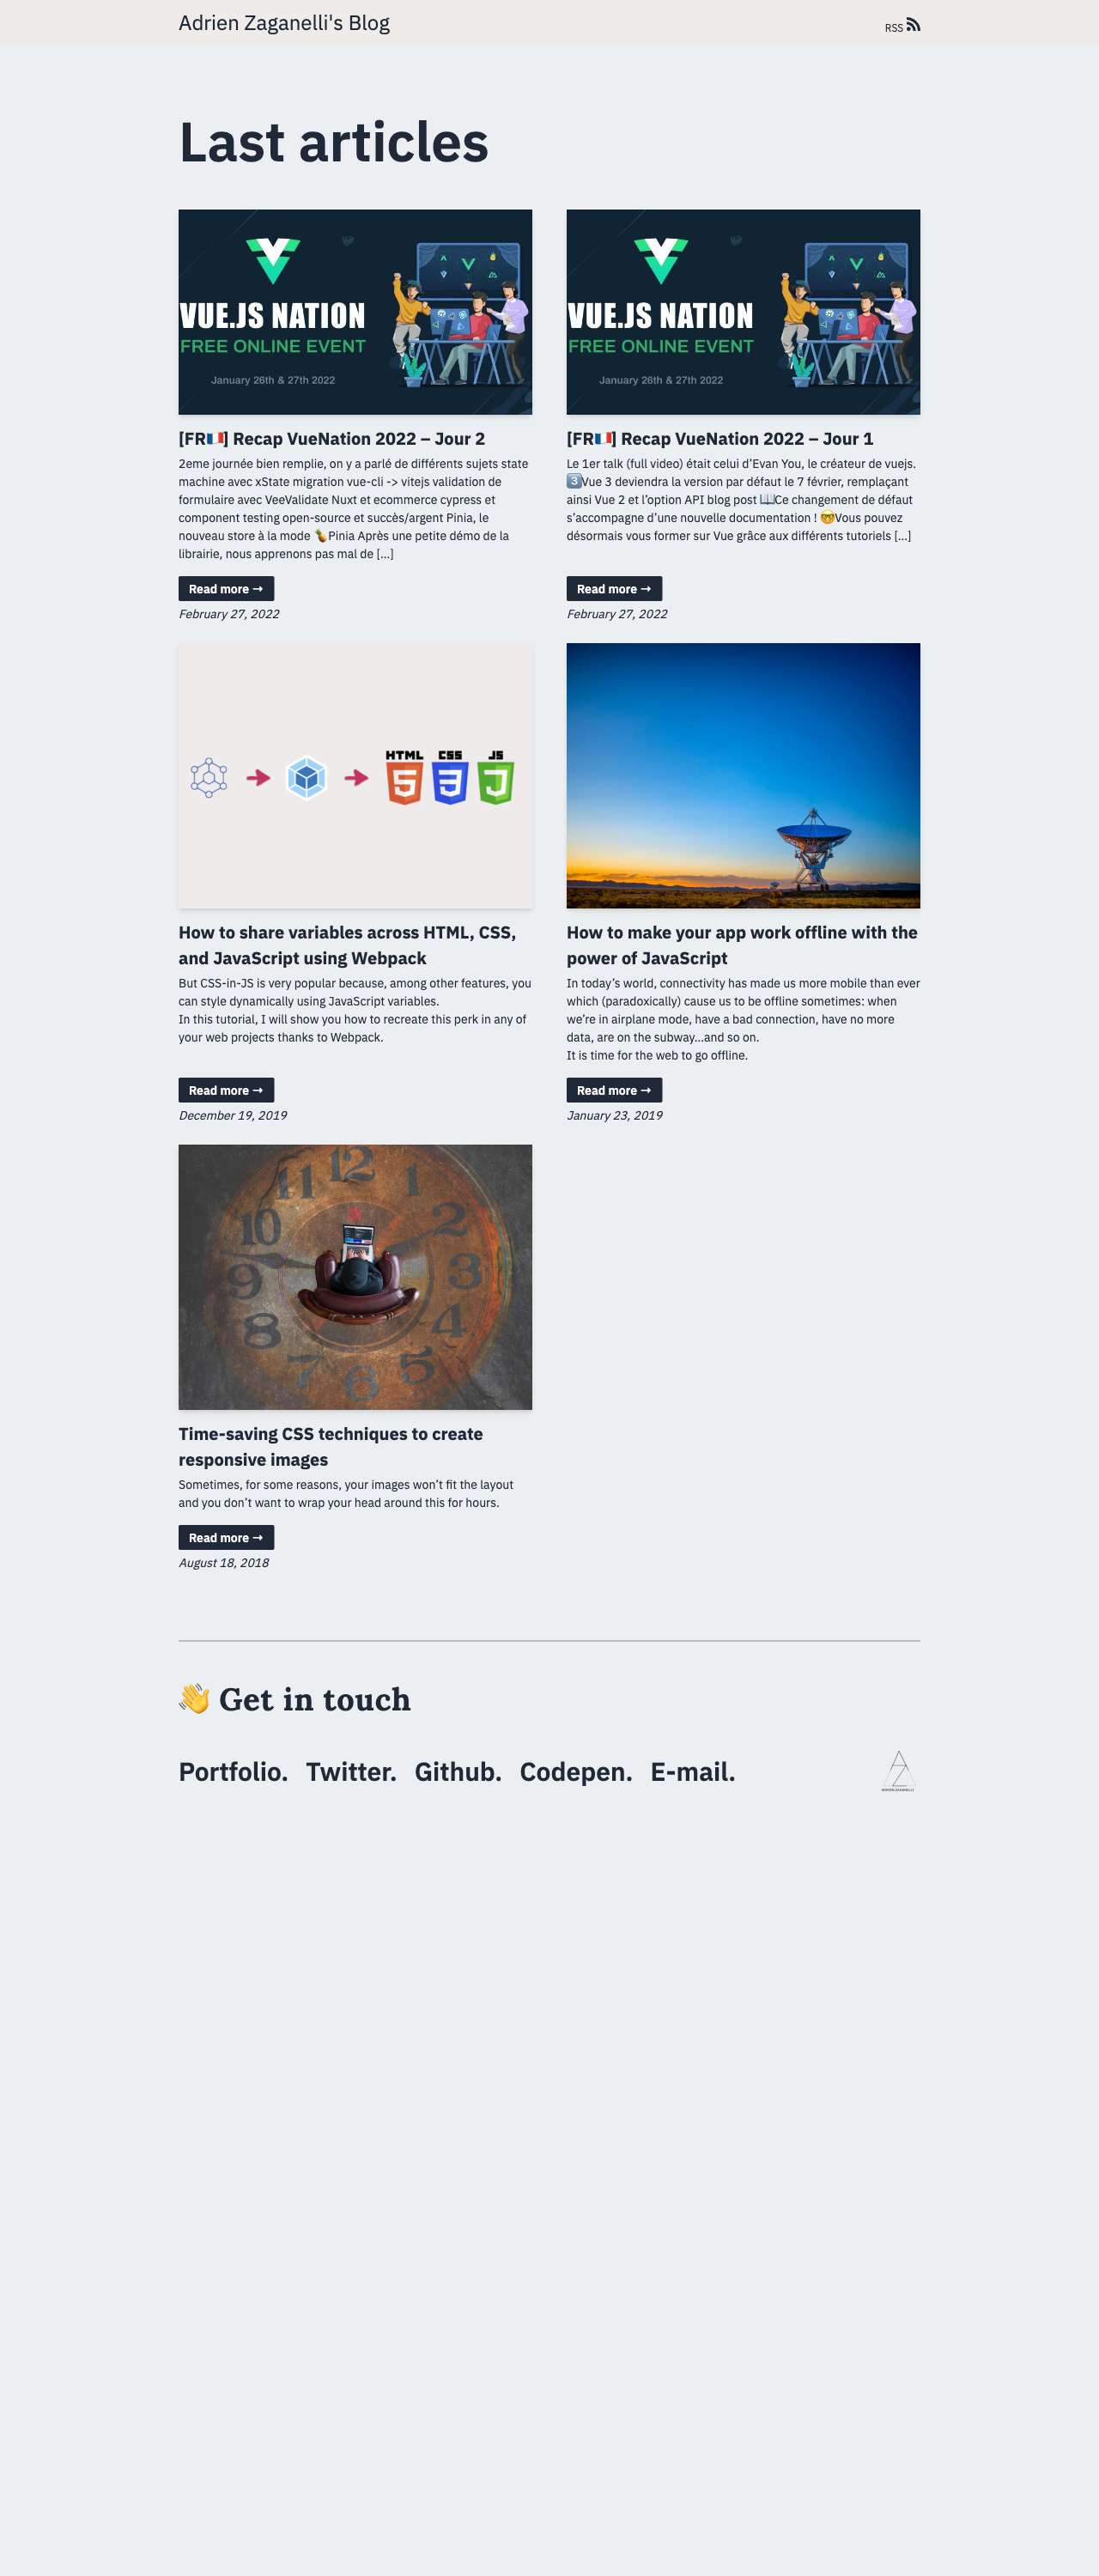 Adrien Zaganelli's Blog
RSS
Last articles
VUE.JS NATION
FREE ONLINE EVENT
January 26th & 27th 2022
[FR🇫🇷] Recap VueNation 2022 – Jour 2
2eme journée bien remplie, on y a parlé de différents sujets state
machine avec xState migration vue-cli -> vitejs validation de
formulaire avec VeeValidate Nuxt et ecommerce cypress et
component testing open-source et succès/argent Pinia, le
nouveau store à la mode 🍍Pinia Après une petite démo de la
librairie, nous apprenons pas mal de […]
Read more →
February 27, 2022
VUE.JS NATION
FREE ONLINE EVENT
January 26th & 27th 2022
[FR🇫🇷] Recap VueNation 2022 – Jour 1
Le 1er talk (full video) était celui d’Evan You, le créateur de vuejs.
3️⃣Vue 3 deviendra la version par défaut le 7 février, remplaçant
ainsi Vue 2 et l’option API blog post 📖Ce changement de défaut
s’accompagne d’une nouvelle documentation ! 🤓Vous pouvez
désormais vous former sur Vue grâce aux différents tutoriels […]
Read more →
February 27, 2022
HTML CSS JS
How to share variables across HTML, CSS,
and JavaScript using Webpack
But CSS-in-JS is very popular because, among other features, you
can style dynamically using JavaScript variables.
In this tutorial, I will show you how to recreate this perk in any of
your web projects thanks to Webpack.
Read more →
December 19, 2019
How to make your app work offline with the
power of JavaScript
In today’s world, connectivity has made us more mobile than ever
which (paradoxically) cause us to be offline sometimes: when
we’re in airplane mode, have a bad connection, have no more
data, are on the subway…and so on.
It is time for the web to go offline.
Read more →
January 23, 2019
12
11 1
10 2
9 3
8 4
7 5
6
Time-saving CSS techniques to create
responsive images
Sometimes, for some reasons, your images won’t fit the layout
and you don’t want to wrap your head around this for hours.
Read more →
August 18, 2018
👋 Get in touch
Portfolio. Twitter. Github. Codepen. E-mail.
AZ
ADRIEN ZAGANELLI